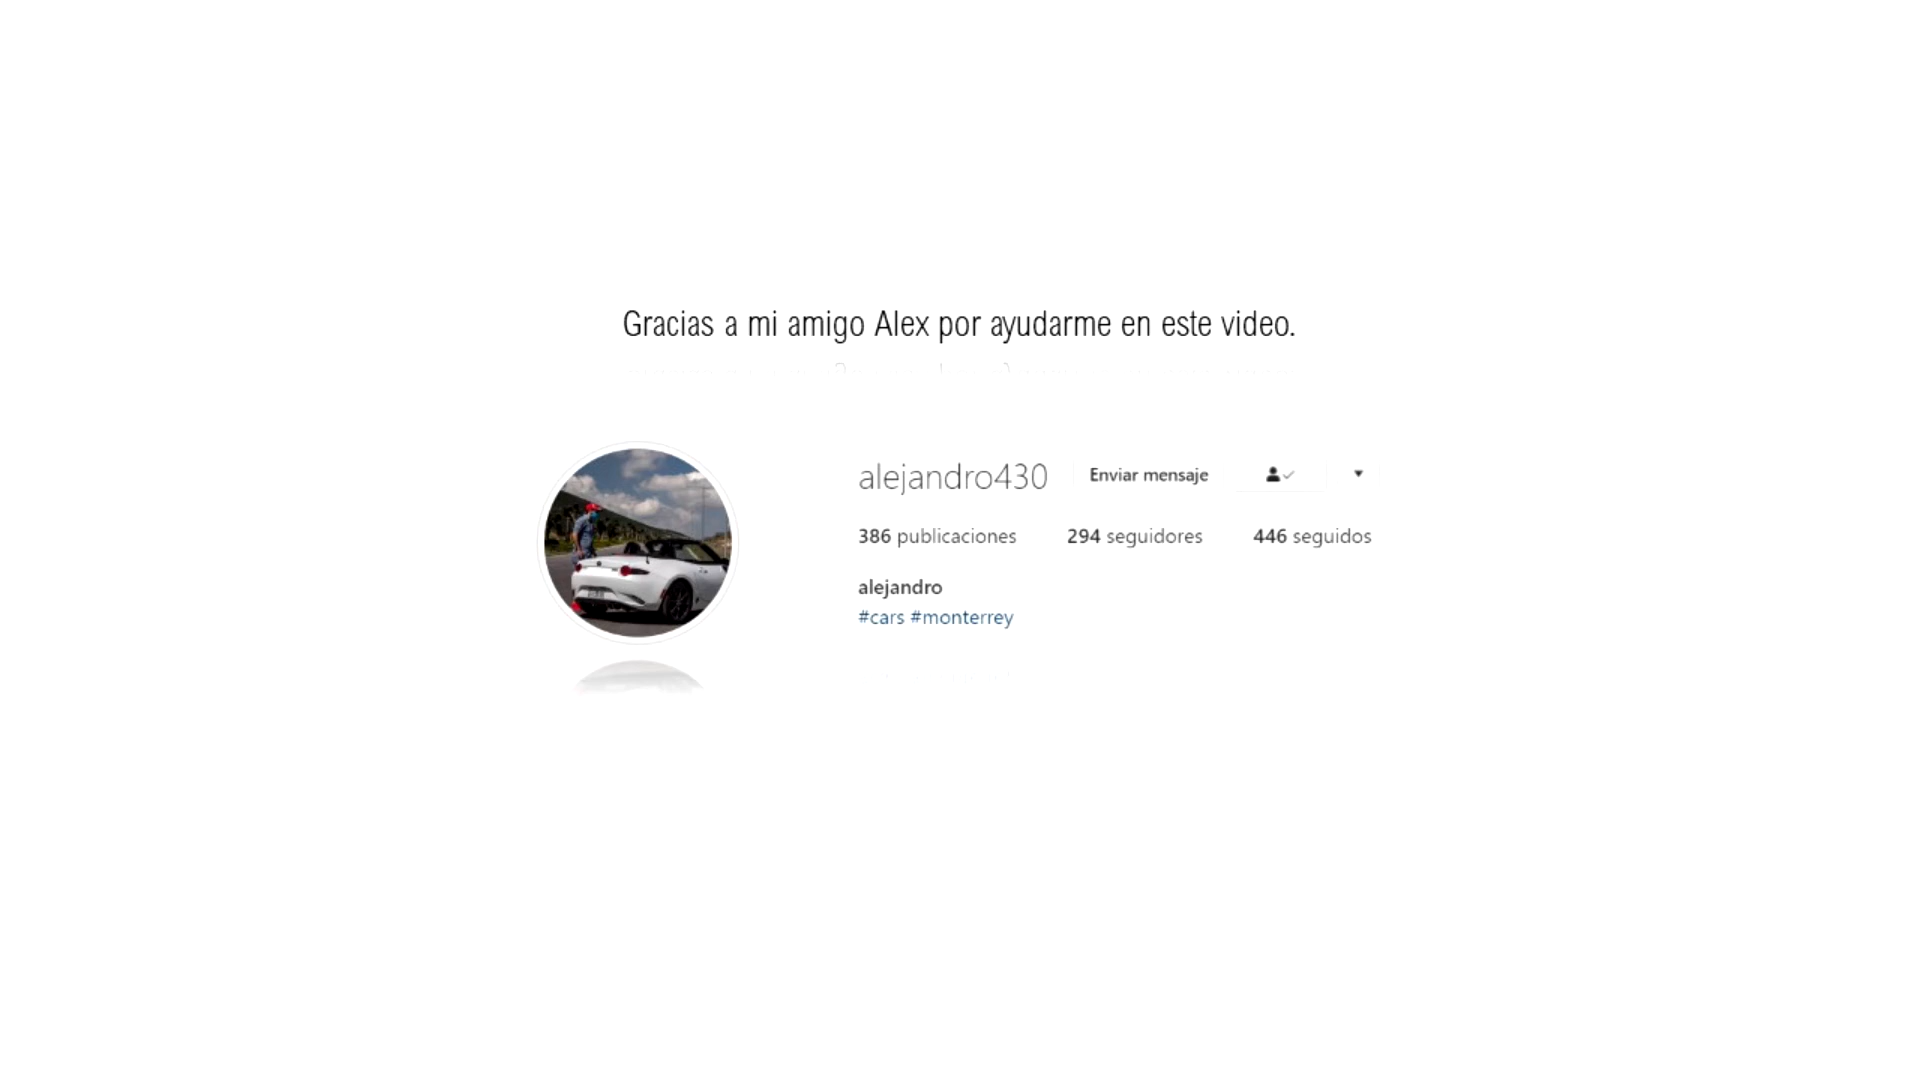 Gracias a mi amigo Alex por ayudarme en este video.
alejandro430 Enviar mensaje
386 publicaciones 294 seguidores 446 seguidos
alejandro
#cars #monterrey